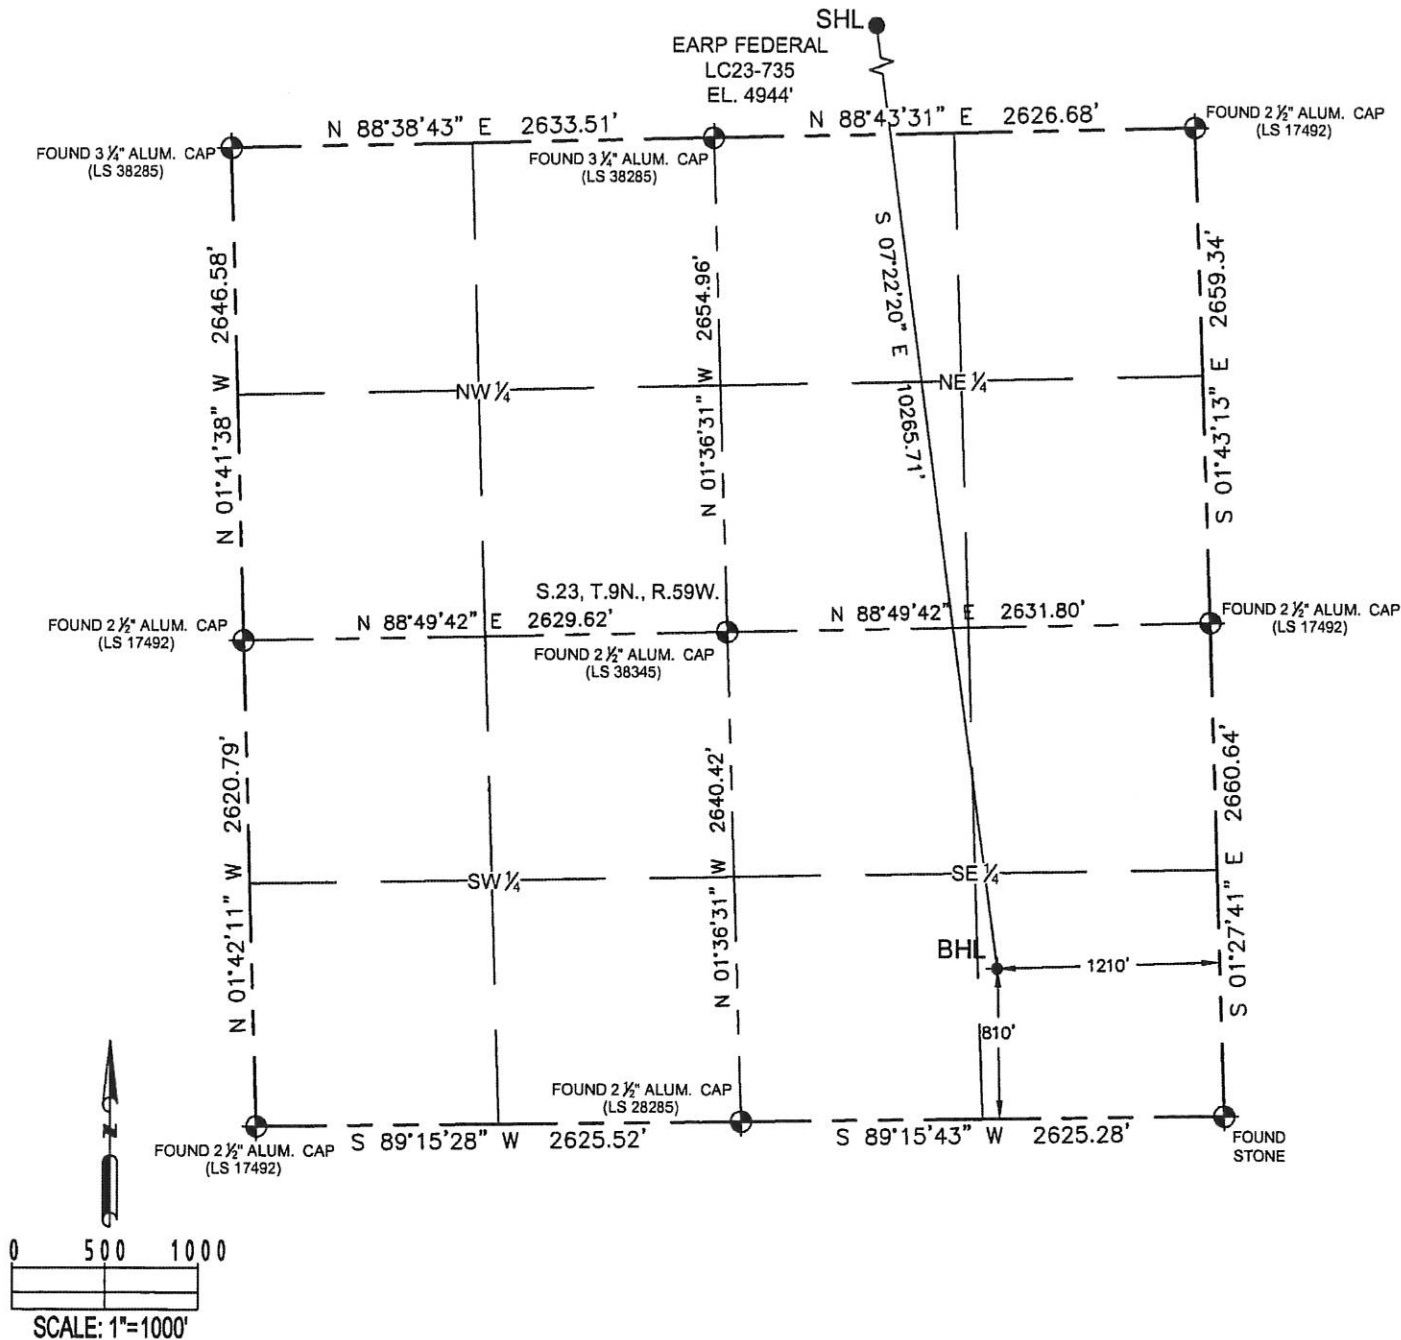 SHL
EARP FEDERAL
LC23-735
EL. 4944'
N 88°38'43" E 2633.51'
N 88°43'31" E 2626.68'
FOUND 2 ½" ALUM. CAP
(LS 17492)
FOUND 3 ¼" ALUM. CAP
(LS 38285)
FOUND 3 ¼" ALUM. CAP
(LS 38285)
N 01°41'38" W 2646.58'
N 01°36'31" W 2654.96'
S 07°22'20" E 10265.71'
S 01°43'13" E 2659.34'
NW ¼
NE ¼
S.23, T.9N., R.59W.
N 88°49'42" E 2629.62'
N 88°49'42" E 2631.80'
FOUND 2 ½" ALUM. CAP
(LS 17492)
FOUND 2 ½" ALUM. CAP
(LS 38345)
FOUND 2 ½" ALUM. CAP
(LS 17492)
N 01°42'11" W 2620.79'
N 01°36'31" W 2640.42'
S 01°27'41" E 2660.64'
SW ¼
SE ¼
BHL
1210'
810'
FOUND 2 ½" ALUM. CAP
(LS 28285)
FOUND 2 ½" ALUM. CAP
(LS 17492)
S 89°15'28" W 2625.52'
S 89°15'43" W 2625.28'
FOUND
STONE
N
0 500 1000
SCALE: 1"=1000'